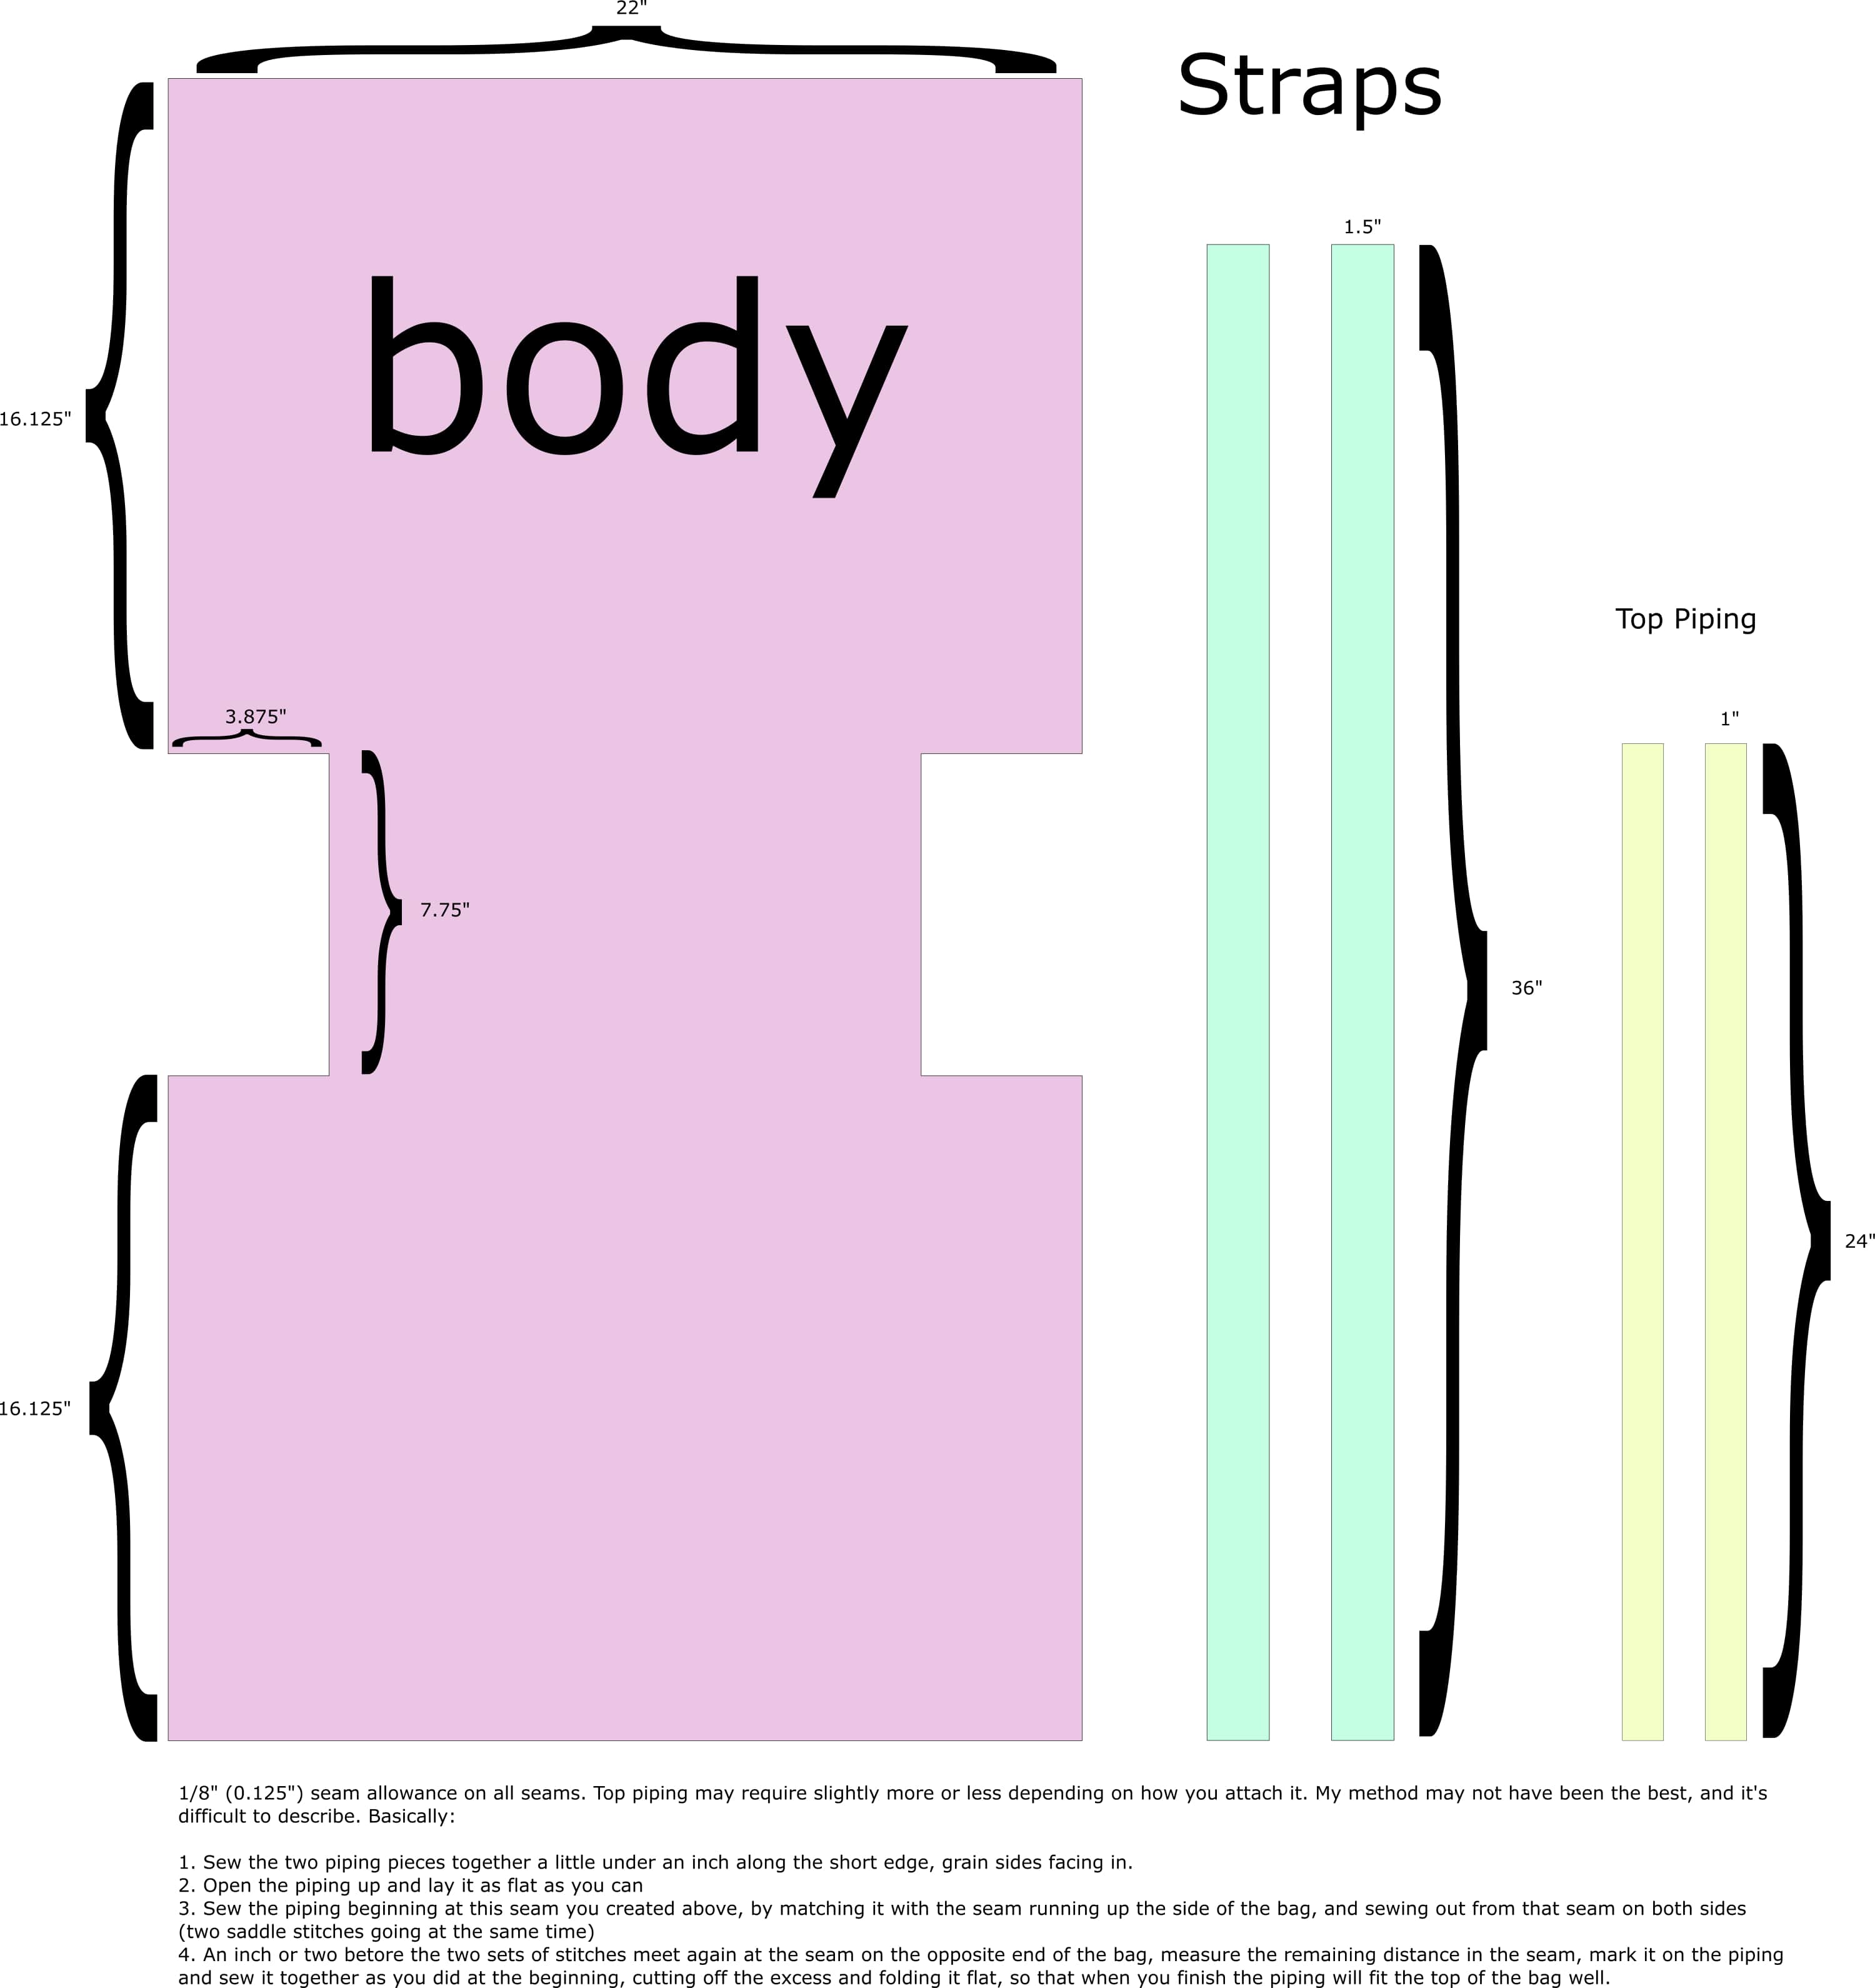 22"
Straps
1.5"
body
16.125"
Top Piping
3.875"
1"
7.75"
36"
24"
16.125"
1/8" (0.125") seam allowance on all seams. Top piping may require slightly more or less depending on how you attach it. My method may not have been the best, and it's
difficult to describe. Basically:
1. Sew the two piping pieces together a little under an inch along the short edge, grain sides facing in.
2. Open the piping up and lay it as flat as you can
3. Sew the piping beginning at this seam you created above, by matching it with the seam running up the side of the bag, and sewing out from that seam on both sides
(two saddle stitches going at the same time)
4. An inch or two betore the two sets of stitches meet again at the seam on the opposite end of the bag, measure the remaining distance in the seam, mark it on the piping
and sew it together as you did at the beginning, cutting off the excess and folding it flat, so that when you finish the piping will fit the top of the bag well.